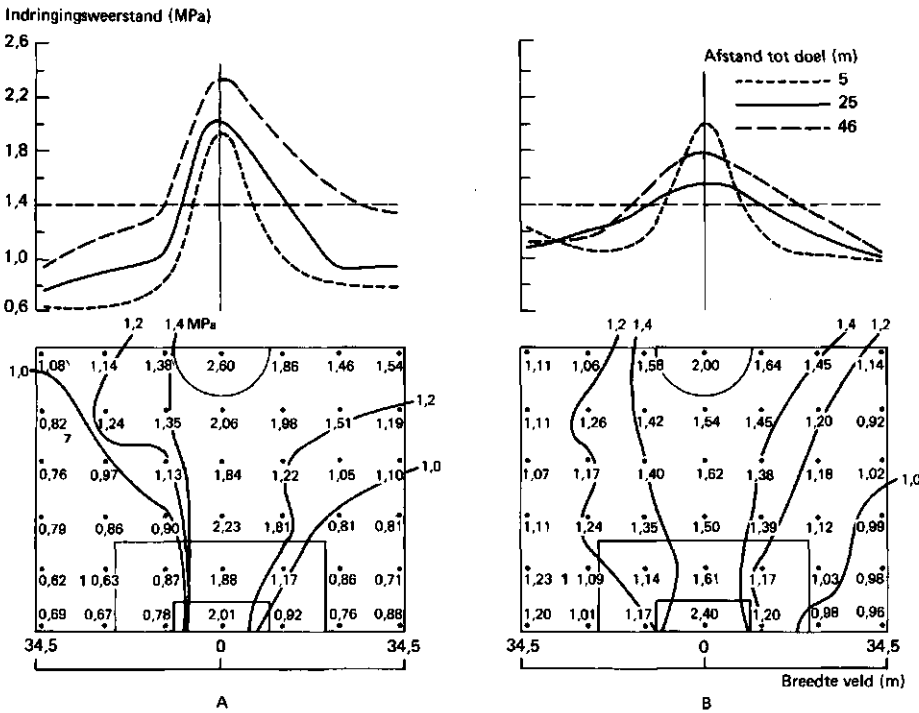 Indringingsweerstand (MPa)
2,6
2,2
1,8
1,4
1,0
0,6
Afstand tot doel (m)
5
25
46
1,2 1,4 MPa
1,08 1,14 1,38 2,60 1,86 1,46 1,54
1,0
1,2
0,82 1,24 1,35 2,06 1,98 1,51 1,19
7
0,76 0,97 1,13 1,84 1,22 1,05 1,10
1,0
0,79 0,86 0,90 2,23 1,81 0,81 0,81
0,62 1 0,63 0,87 1,88 1,17 0,86 0,71
0,69 0,67 0,78 2,01 0,92 0,76 0,88
34,5 0 34,5
A
1,2 1,4 1,4 1,2
1,11 1,06 1,58 2,00 1,64 1,45 1,14
1,11 1,26 1,42 1,54 1,45 1,20 0,92
1,07 1,17 1,40 1,62 1,38 1,18 1,02
1,0
1,11 1,24 1,35 1,50 1,39 1,12 0,99
1,23 1 1,09 1,14 1,61 1,17 1,03 0,98
1,20 1,01 1,17 2,40 1,20 0,98 0,96
34,5 0 34,5
Breedte veld (m)
B